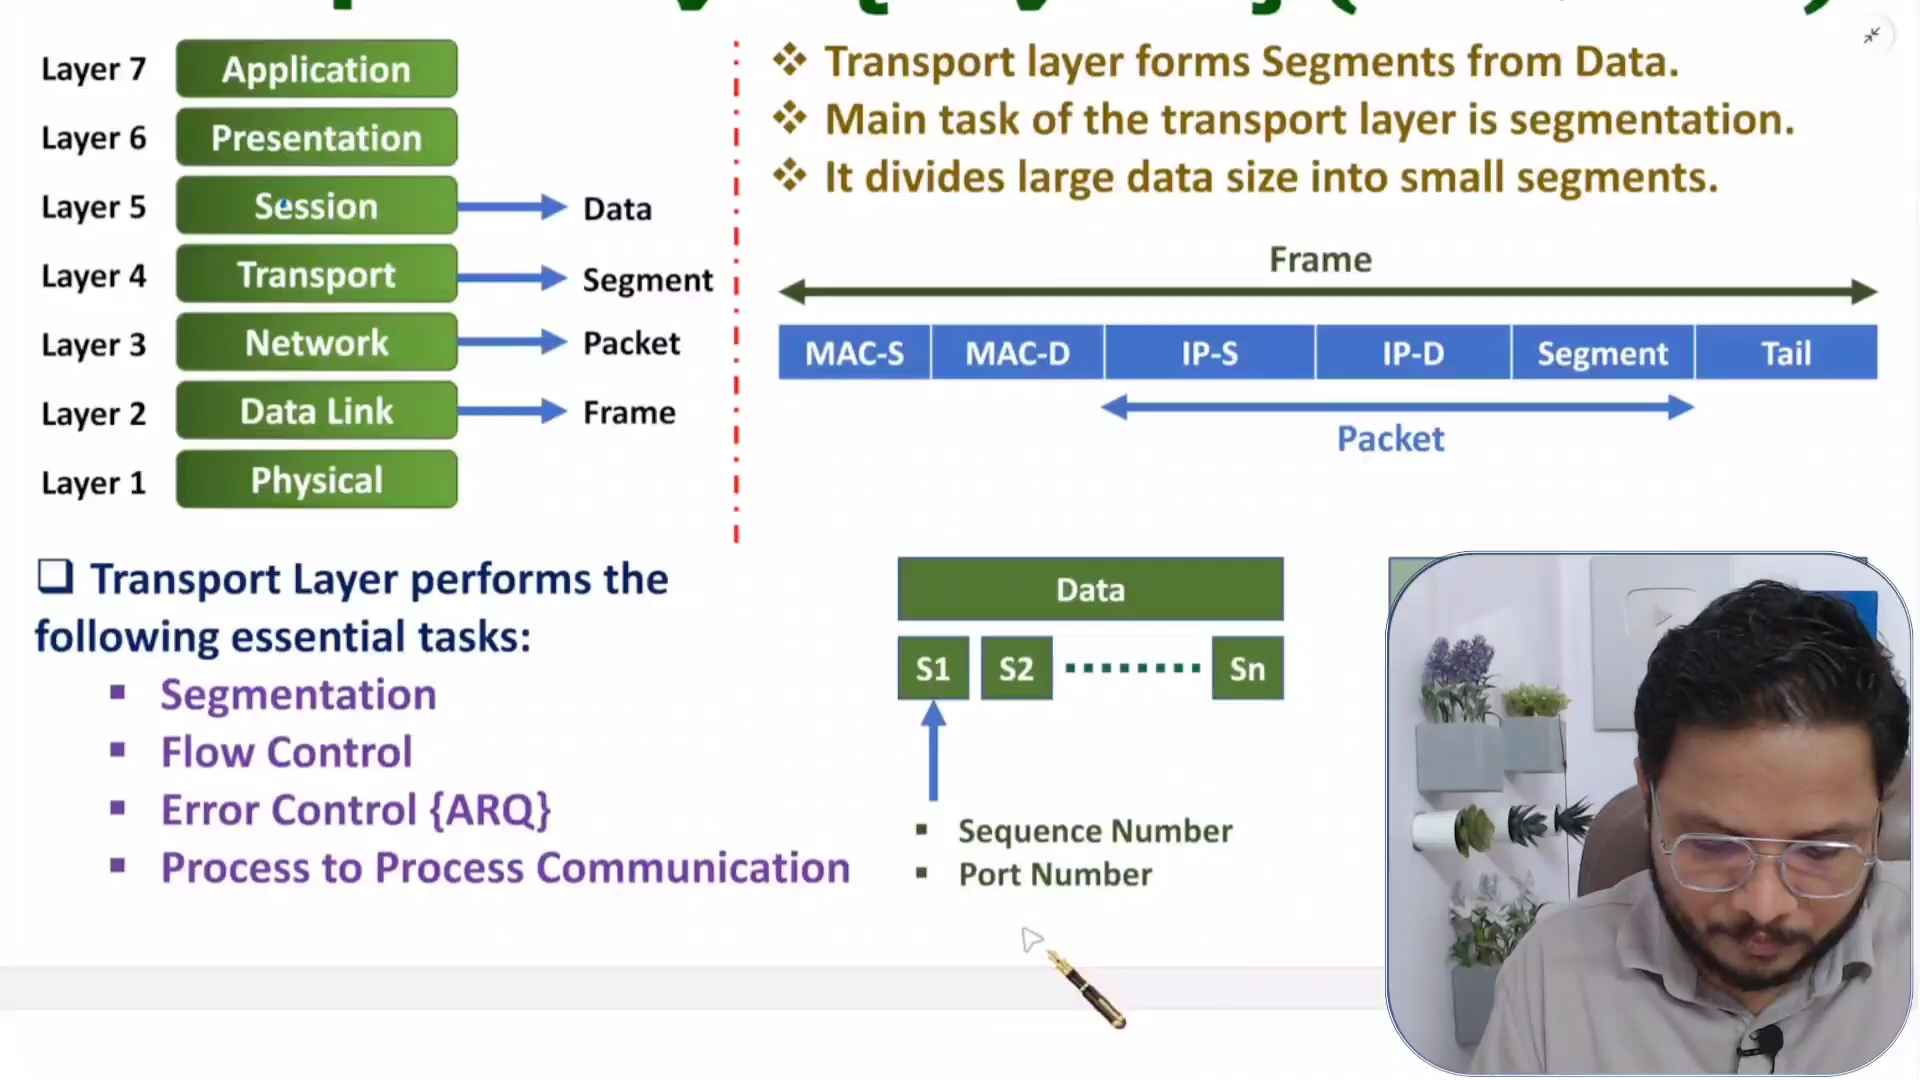 Layer 7 Application
Layer 6 Presentation
Layer 5 Session Data
Layer 4 Transport Segment
Layer 3 Network Packet
Layer 2 Data Link Frame
Layer 1 Physical
❖ Transport layer forms Segments from Data.
❖ Main task of the transport layer is segmentation.
❖ It divides large data size into small segments.
Frame
MAC-S MAC-D IP-S IP-D Segment Tail
Packet
❑ Transport Layer performs the
following essential tasks:
▪ Segmentation
▪ Flow Control
▪ Error Control {ARQ}
▪ Process to Process Communication
Data
S1 S2 ........ Sn
▪ Sequence Number
▪ Port Number